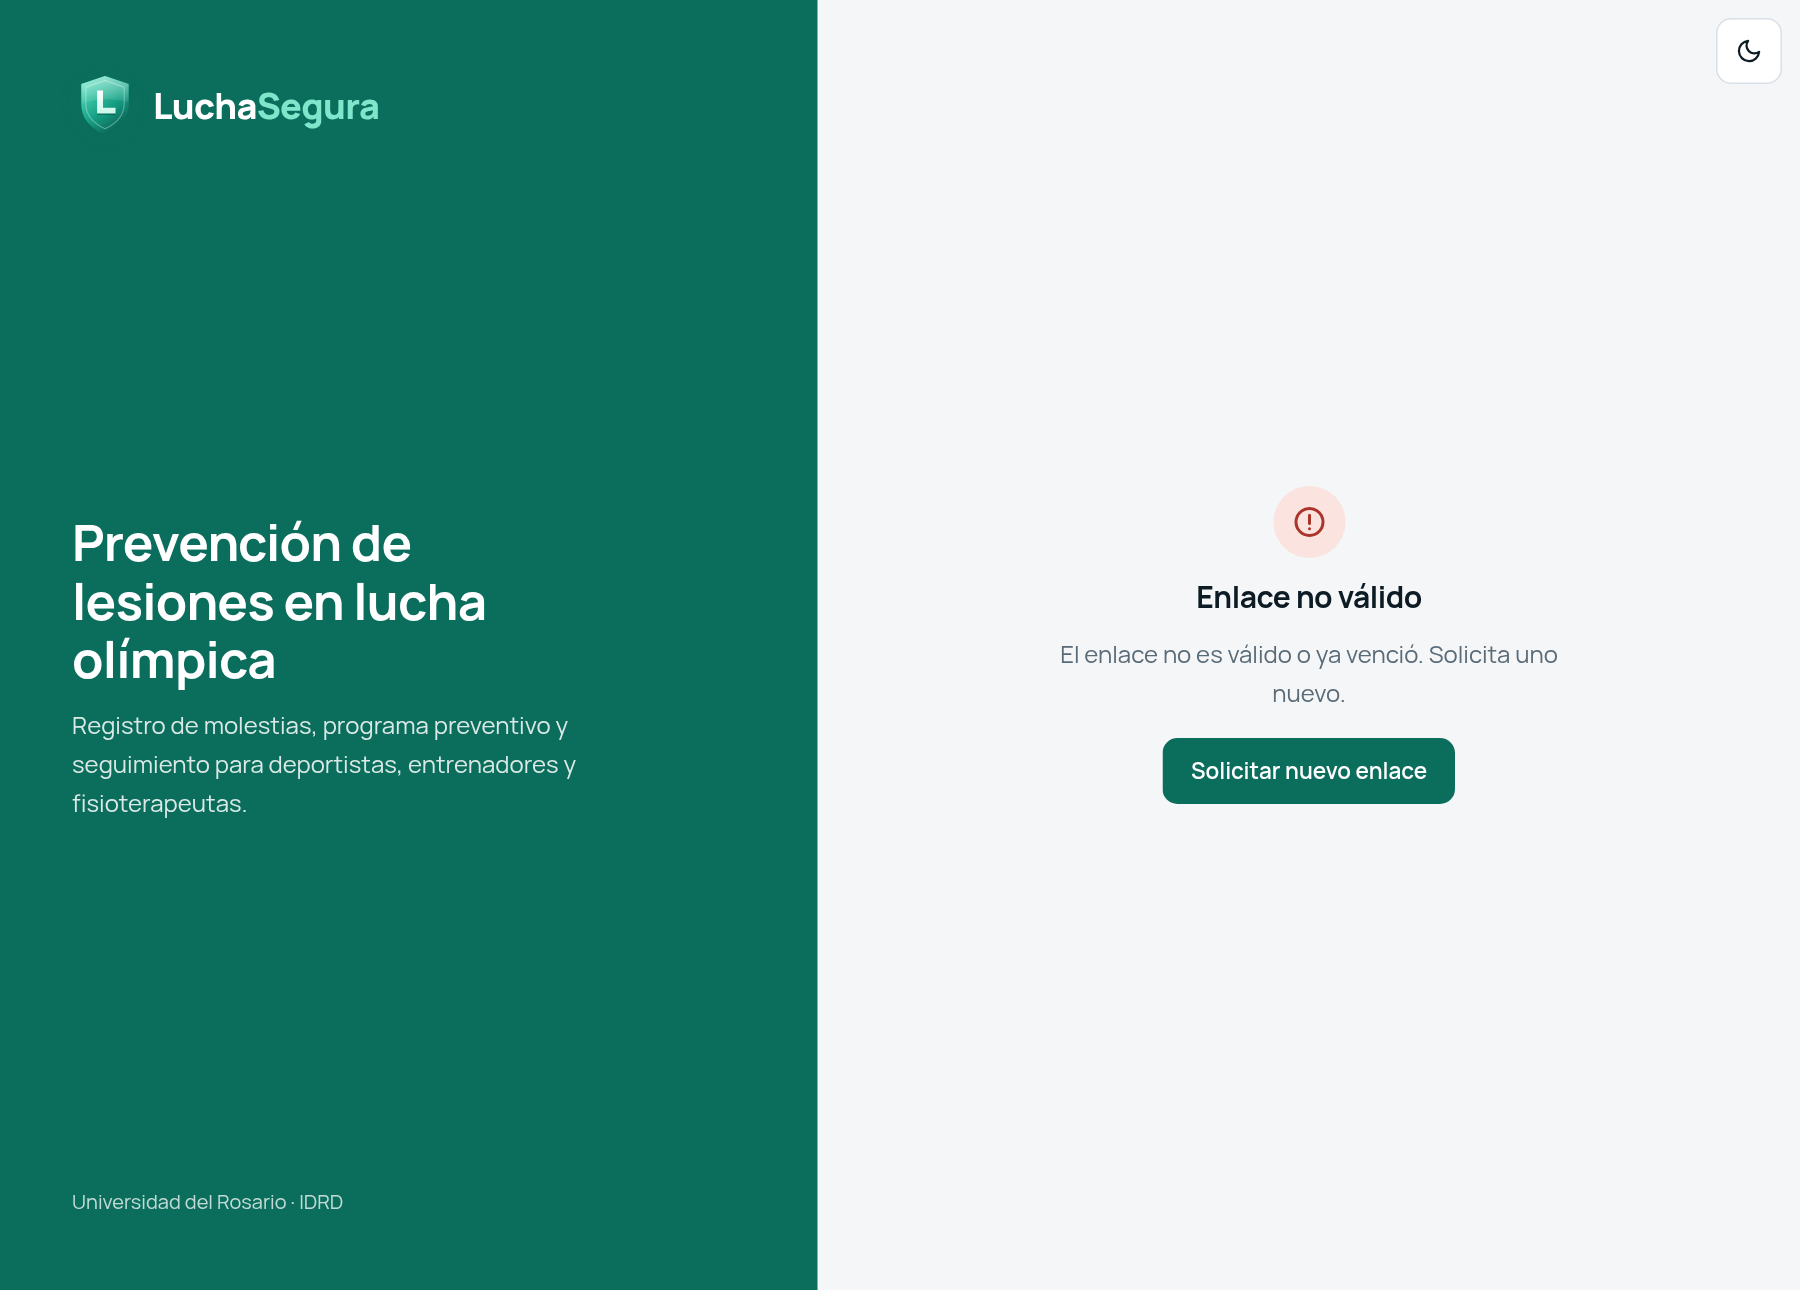 L
LuchaSegura
Prevención de
lesiones en lucha
olímpica
Registro de molestias, programa preventivo y
seguimiento para deportistas, entrenadores y
fisioterapeutas.
Universidad del Rosario · IDRD
Enlace no válido
El enlace no es válido o ya venció. Solicita uno
nuevo.
Solicitar nuevo enlace